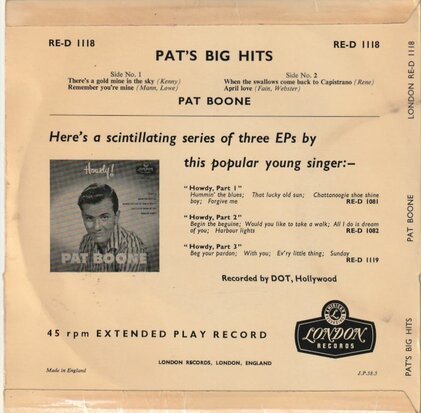 RE-D 1118
PAT'S BIG HITS
RE-D 1118
Side No. 1
There's a gold mine in the sky (Kenny)
Remember you're mine (Mann, Lowe)
Side No. 2
When the swallows come back to Capistrano (Rene)
April love (Fain, Webster)
PAT BOONE
Here's a scintillating series of three EPs by
this popular young singer:–
Howdy!
LONDON
PAT BOONE
"Howdy, Part 1"
Hummin' the blues; That lucky old sun; Chattanoogie shoe shine
boy; Forgive me RE-D 1081
"Howdy, Part 2"
Begin the beguine; Would you like to take a walk; All I do is dream
of you; Harbour lights RE-D 1082
"Howdy, Part 3"
Beg your pardon; With you; Ev'ry little thing; Sunday
RE-D 1119
Recorded by DOT, Hollywood
45 rpm EXTENDED PLAY RECORD
LONDON
RECORDS
LONDON RECORDS, LONDON, ENGLAND
Made in England
J.P.58.5
LONDON RE-D 1118
PAT BOONE
PAT'S BIG HITS